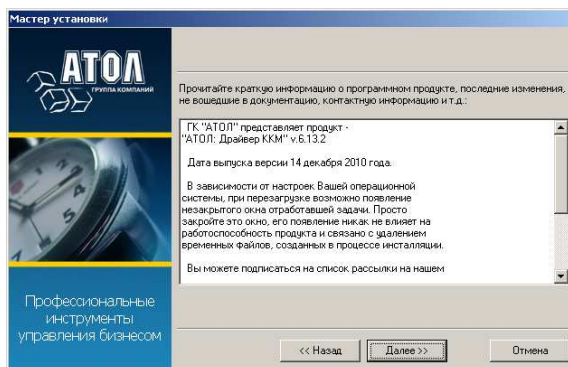 Мастер установки
АТОЛ
ГРУППА КОМПАНИЙ
Прочитайте краткую информацию о программном продукте, последние изменения,
не вошедшие в документацию, контактную информацию и т.д.:
ГК "АТОЛ" представляет продукт -
"АТОЛ: Драйвер ККМ" v.6.13.2
Дата выпуска версии 14 декабря 2010 года.
В зависимости от настроек Вашей операционной
системы, при перезагрузке возможно появление
незакрытого окна отработавшей задачи. Просто
закройте это окно, его появление никак не влияет на
работоспособность продукта и связано с удалением
временных файлов, созданных в процессе инсталляции.
Вы можете подписаться на список рассылки на нашем
Профессиональные
инструменты
управления бизнесом
<< Назад
Далее >>
Отмена